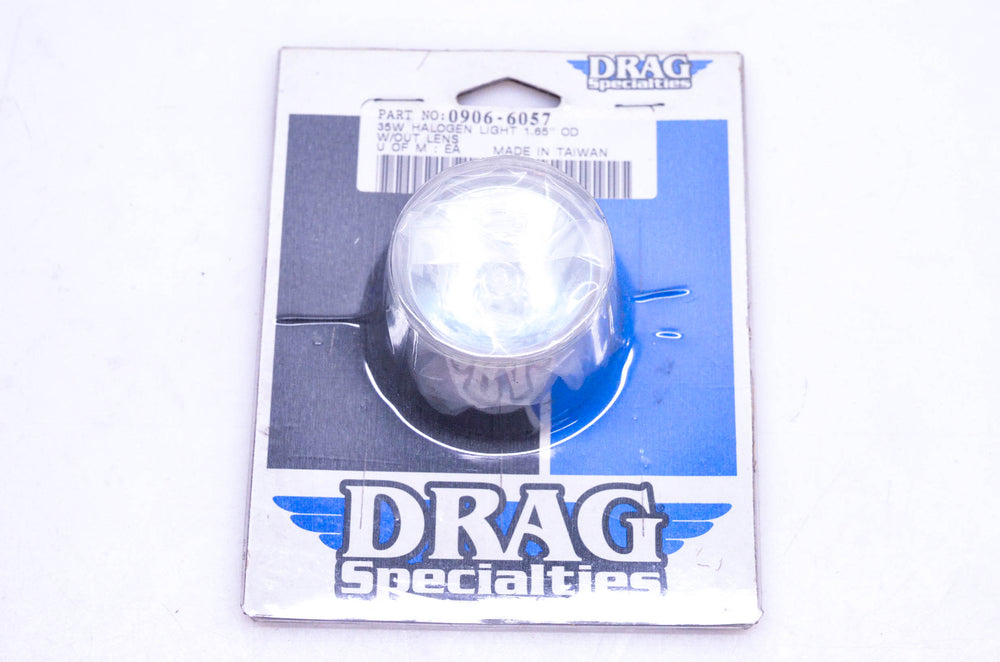 DRAG
Specialties
PART NO:0906-6057
35W HALOGEN LIGHT 1.65" OD
W/OUT LENS
U OF M : EA MADE IN TAIWAN
DRAG
Specialties